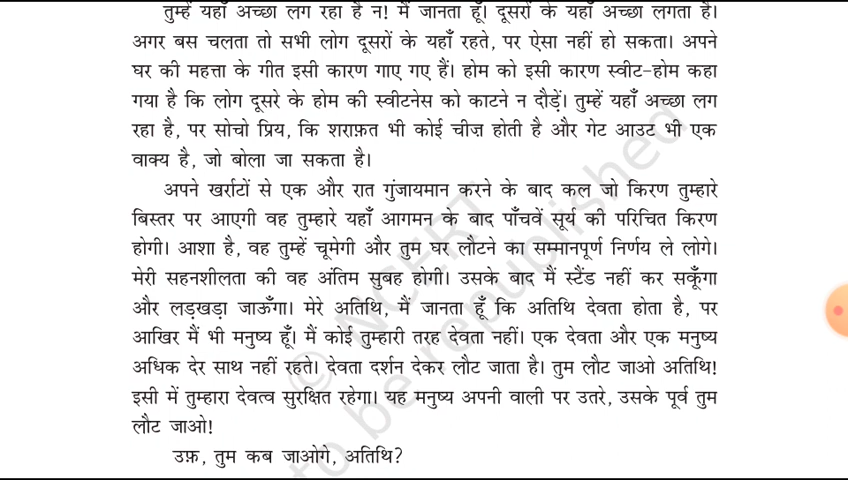 तुम्हें यहाँ अच्छा लग रहा है न! मैं जानता हूँ। दूसरों के यहाँ अच्छा लगता है।
अगर बस चलता तो सभी लोग दूसरों के यहाँ रहते, पर ऐसा नहीं हो सकता। अपने
घर की महत्ता के गीत इसी कारण गाए गए हैं। होम को इसी कारण स्वीट-होम कहा
गया है कि लोग दूसरे के होम की स्वीटनेस को काटने न दौड़ें। तुम्हें यहाँ अच्छा लग
रहा है, पर सोचो प्रिय, कि शराफ़त भी कोई चीज़ होती है और गेट आउट भी एक
वाक्य है, जो बोला जा सकता है।
अपने खर्राटों से एक और रात गुंजायमान करने के बाद कल जो किरण तुम्हारे
बिस्तर पर आएगी वह तुम्हारे यहाँ आगमन के बाद पाँचवें सूर्य की परिचित किरण
होगी। आशा है, वह तुम्हें चूमेगी और तुम घर लौटने का सम्मानपूर्ण निर्णय ले लोगे।
मेरी सहनशीलता की वह अंतिम सुबह होगी। उसके बाद मैं स्टैंड नहीं कर सकूँगा
और लड़खड़ा जाऊँगा। मेरे अतिथि, मैं जानता हूँ कि अतिथि देवता होता है, पर
आखिर मैं भी मनुष्य हूँ। मैं कोई तुम्हारी तरह देवता नहीं। एक देवता और एक मनुष्य
अधिक देर साथ नहीं रहते। देवता दर्शन देकर लौट जाता है। तुम लौट जाओ अतिथि!
इसी में तुम्हारा देवत्व सुरक्षित रहेगा। यह मनुष्य अपनी वाली पर उतरे, उसके पूर्व तुम
लौट जाओ!
उफ़, तुम कब जाओगे, अतिथि?
© NCERT
to be republished